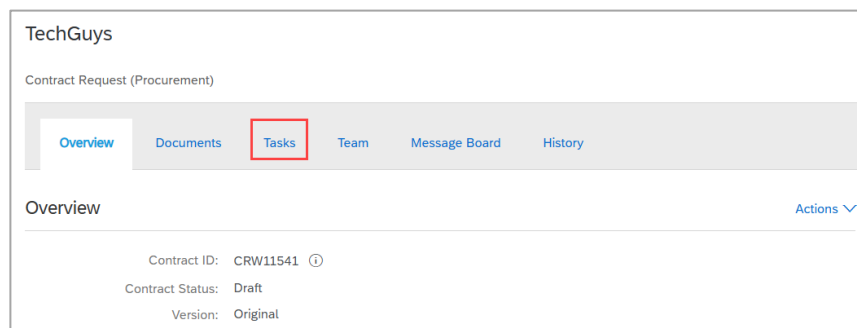 TechGuys
Contract Request (Procurement)
Overview Documents Tasks Team Message Board History
Overview Actions
Contract ID: CRW11541
Contract Status: Draft
Version: Original